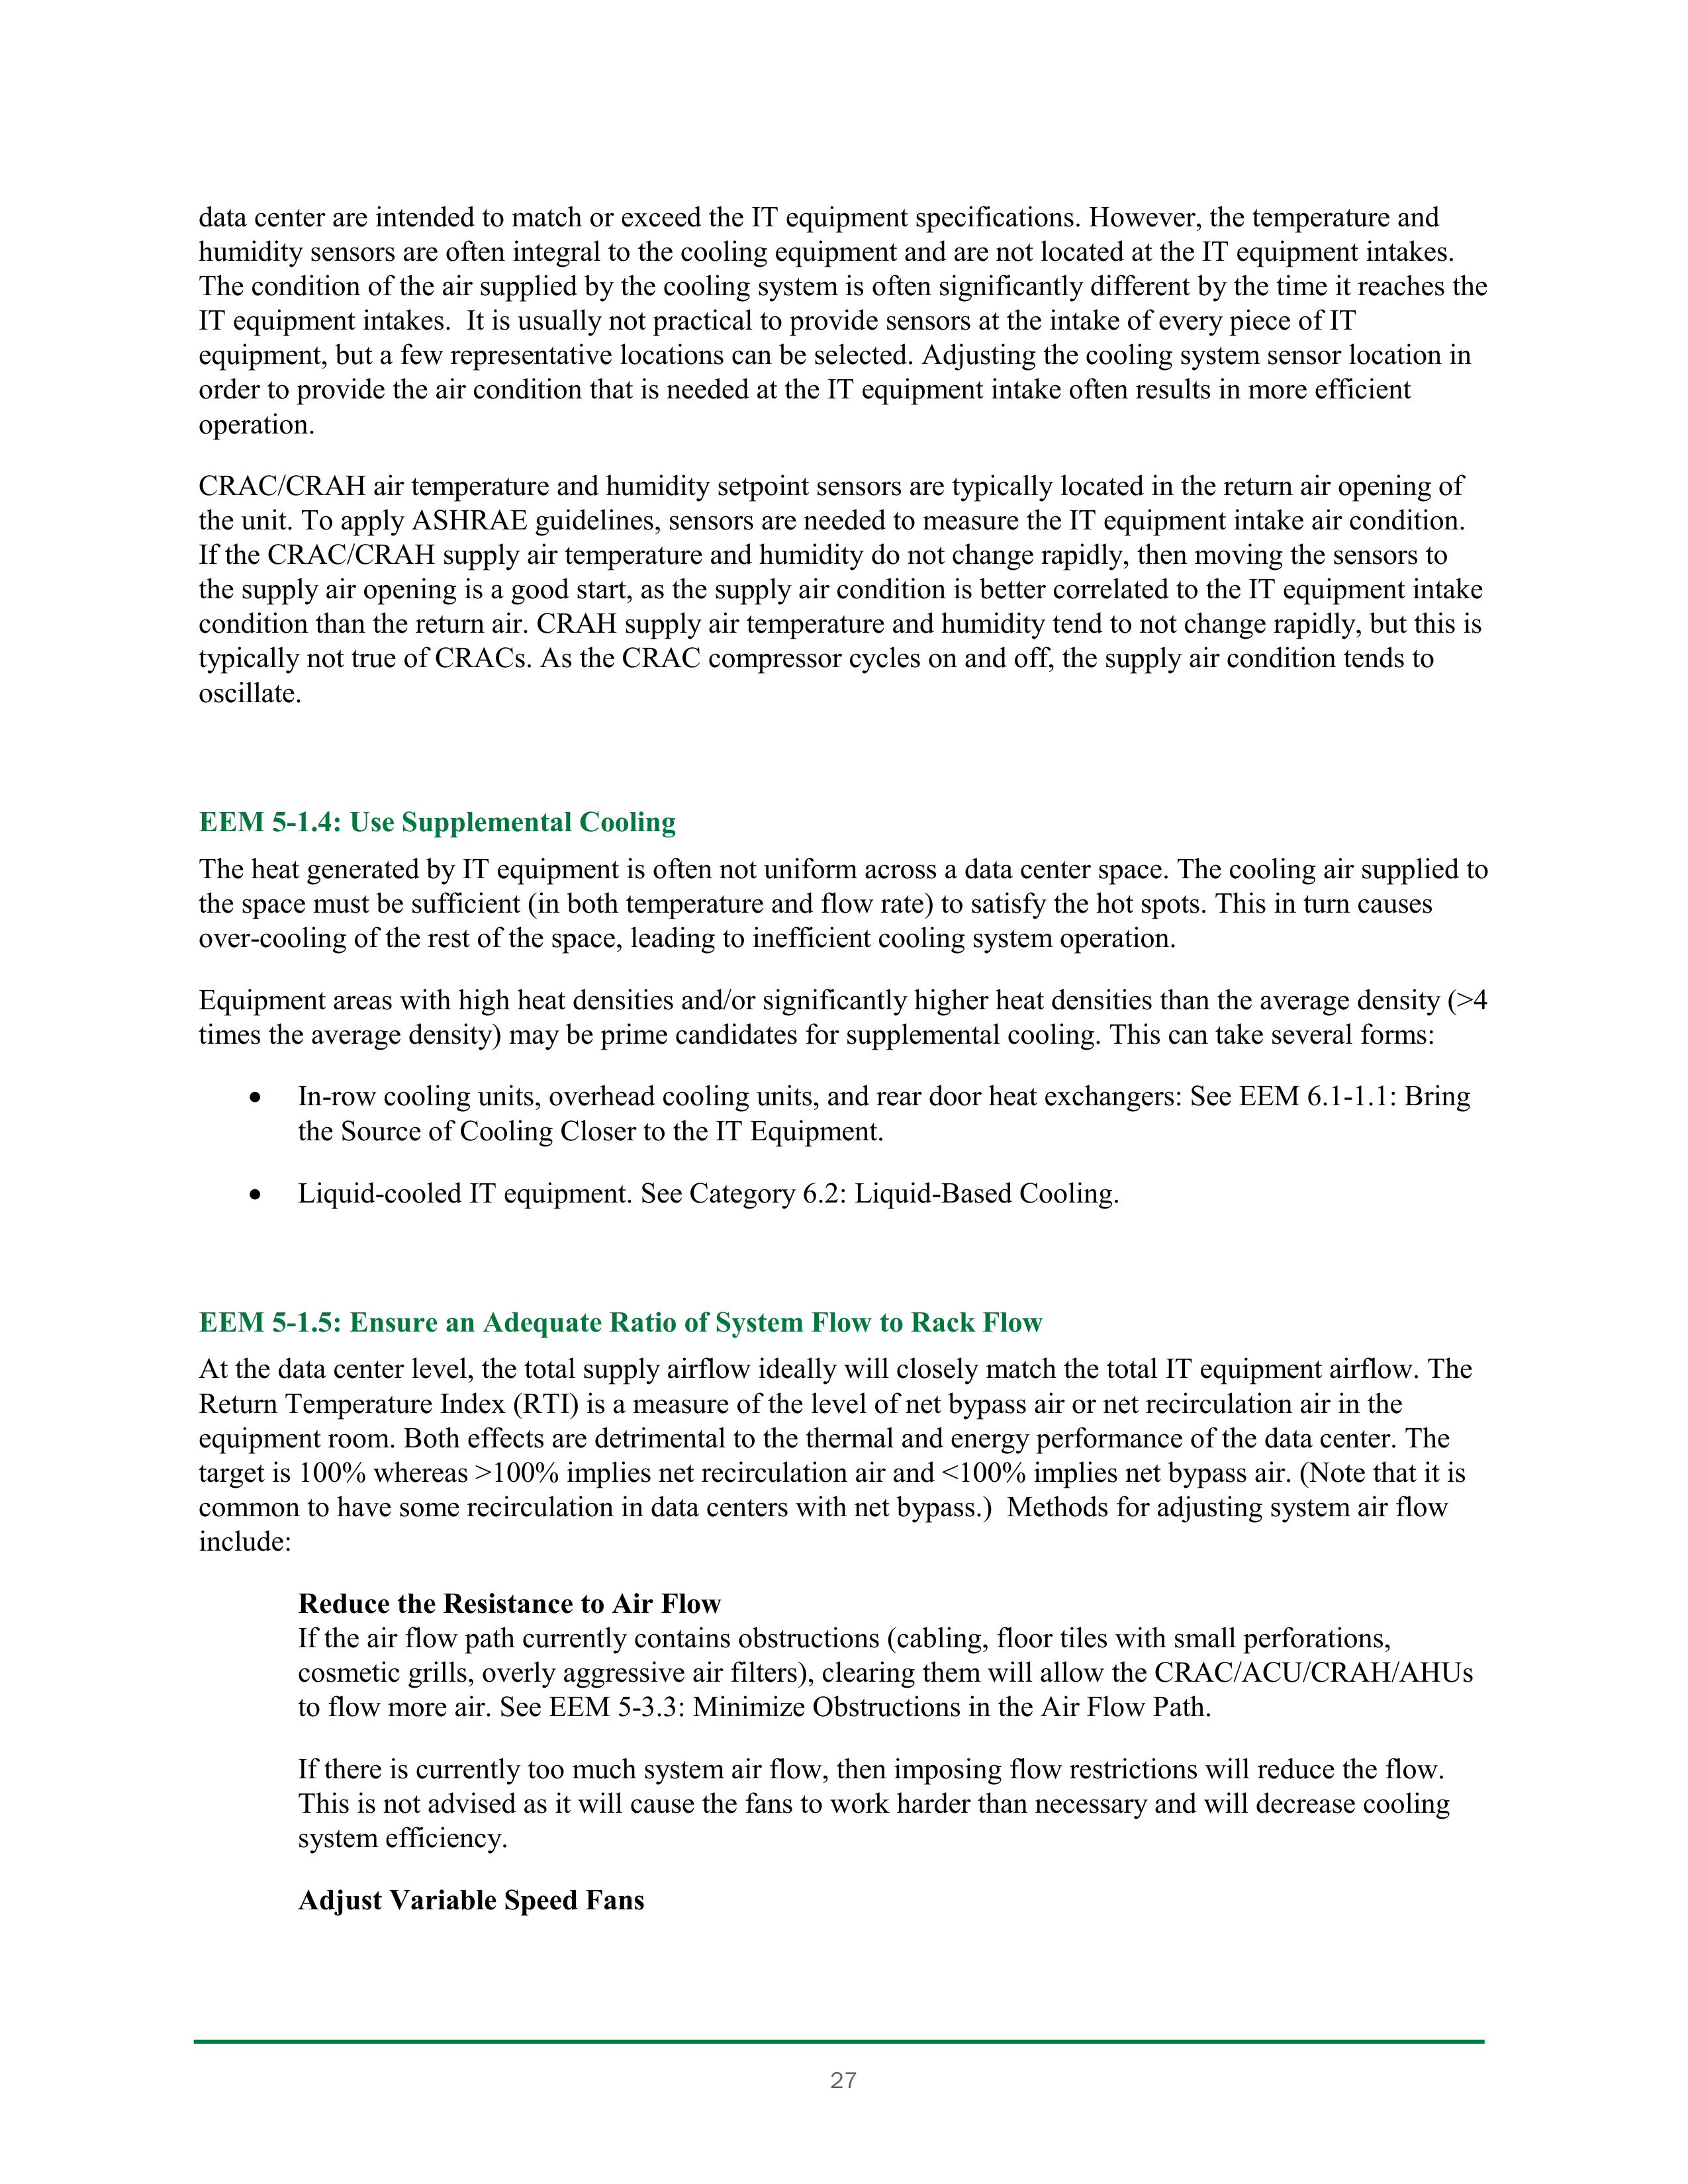 data center are intended to match or exceed the IT equipment specifications. However, the temperature and
humidity sensors are often integral to the cooling equipment and are not located at the IT equipment intakes.
The condition of the air supplied by the cooling system is often significantly different by the time it reaches the
IT equipment intakes.  It is usually not practical to provide sensors at the intake of every piece of IT
equipment, but a few representative locations can be selected. Adjusting the cooling system sensor location in
order to provide the air condition that is needed at the IT equipment intake often results in more efficient
operation.
CRAC/CRAH air temperature and humidity setpoint sensors are typically located in the return air opening of
the unit. To apply ASHRAE guidelines, sensors are needed to measure the IT equipment intake air condition.
If the CRAC/CRAH supply air temperature and humidity do not change rapidly, then moving the sensors to
the supply air opening is a good start, as the supply air condition is better correlated to the IT equipment intake
condition than the return air. CRAH supply air temperature and humidity tend to not change rapidly, but this is
typically not true of CRACs. As the CRAC compressor cycles on and off, the supply air condition tends to
oscillate.
EEM 5-1.4: Use Supplemental Cooling
The heat generated by IT equipment is often not uniform across a data center space. The cooling air supplied to
the space must be sufficient (in both temperature and flow rate) to satisfy the hot spots. This in turn causes
over-cooling of the rest of the space, leading to inefficient cooling system operation.
Equipment areas with high heat densities and/or significantly higher heat densities than the average density (>4
times the average density) may be prime candidates for supplemental cooling. This can take several forms:
• In-row cooling units, overhead cooling units, and rear door heat exchangers: See EEM 6.1-1.1: Bring
the Source of Cooling Closer to the IT Equipment.
• Liquid-cooled IT equipment. See Category 6.2: Liquid-Based Cooling.
EEM 5-1.5: Ensure an Adequate Ratio of System Flow to Rack Flow
At the data center level, the total supply airflow ideally will closely match the total IT equipment airflow. The
Return Temperature Index (RTI) is a measure of the level of net bypass air or net recirculation air in the
equipment room. Both effects are detrimental to the thermal and energy performance of the data center. The
target is 100% whereas >100% implies net recirculation air and <100% implies net bypass air. (Note that it is
common to have some recirculation in data centers with net bypass.)  Methods for adjusting system air flow
include:
Reduce the Resistance to Air Flow
If the air flow path currently contains obstructions (cabling, floor tiles with small perforations,
cosmetic grills, overly aggressive air filters), clearing them will allow the CRAC/ACU/CRAH/AHUs
to flow more air. See EEM 5-3.3: Minimize Obstructions in the Air Flow Path.
If there is currently too much system air flow, then imposing flow restrictions will reduce the flow.
This is not advised as it will cause the fans to work harder than necessary and will decrease cooling
system efficiency.
Adjust Variable Speed Fans
27